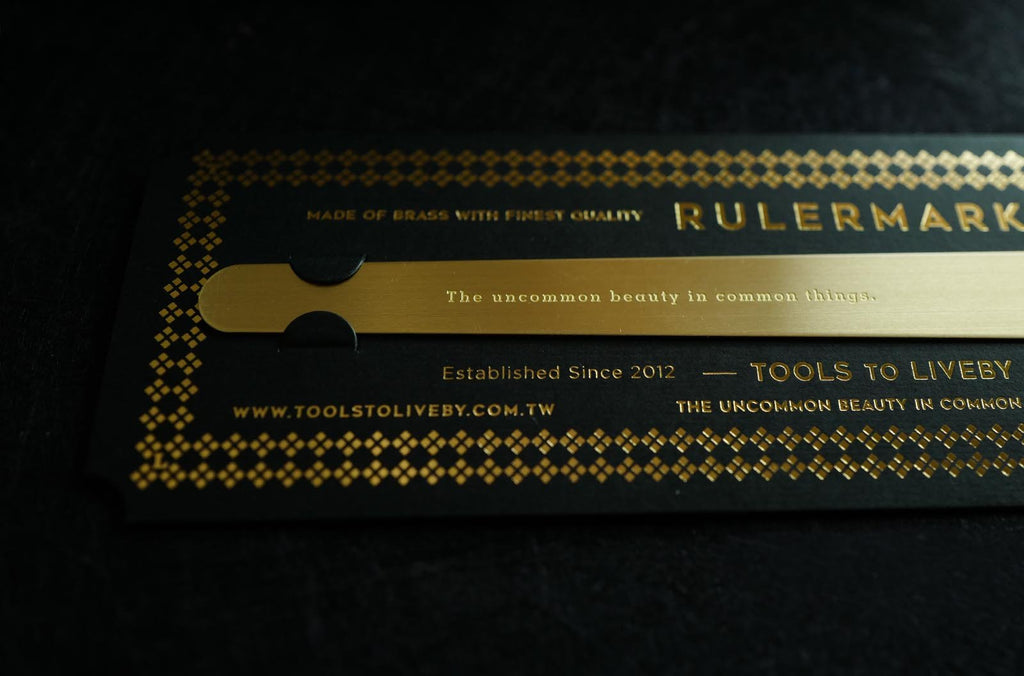 MADE OF BRASS WITH FINEST QUALITY
RULERMARK
The uncommon beauty in common things.
Established Since 2012 — TOOLS TO LIVEBY
WWW.TOOLSTOLIVEBY.COM.TW
THE UNCOMMON BEAUTY IN COMMON